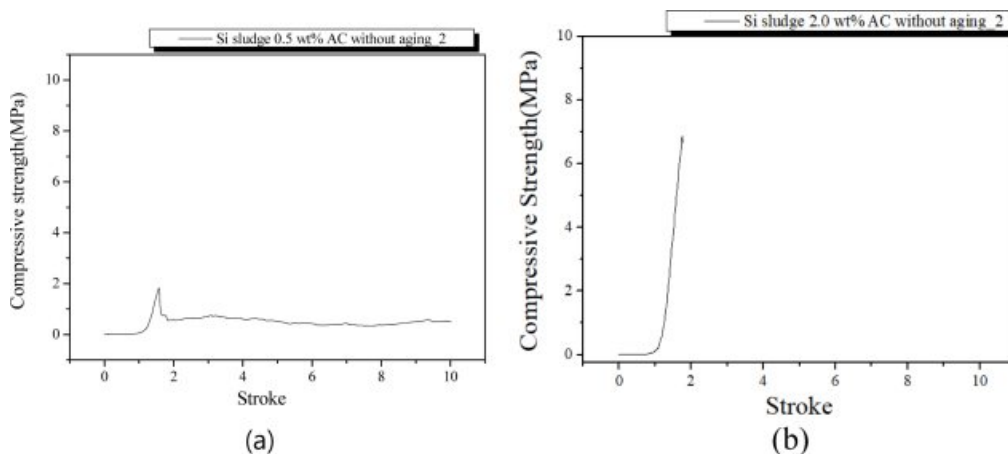 Si sludge 0.5 wt% AC without aging_2
10
8
6
4
2
0
Compressive strength(MPa)
0 2 4 6 8 10
Stroke
(a)
Si sludge 2.0 wt% AC without aging_2
10
8
6
4
2
0
Compressive Strength(MPa)
0 2 4 6 8 10
Stroke
(b)